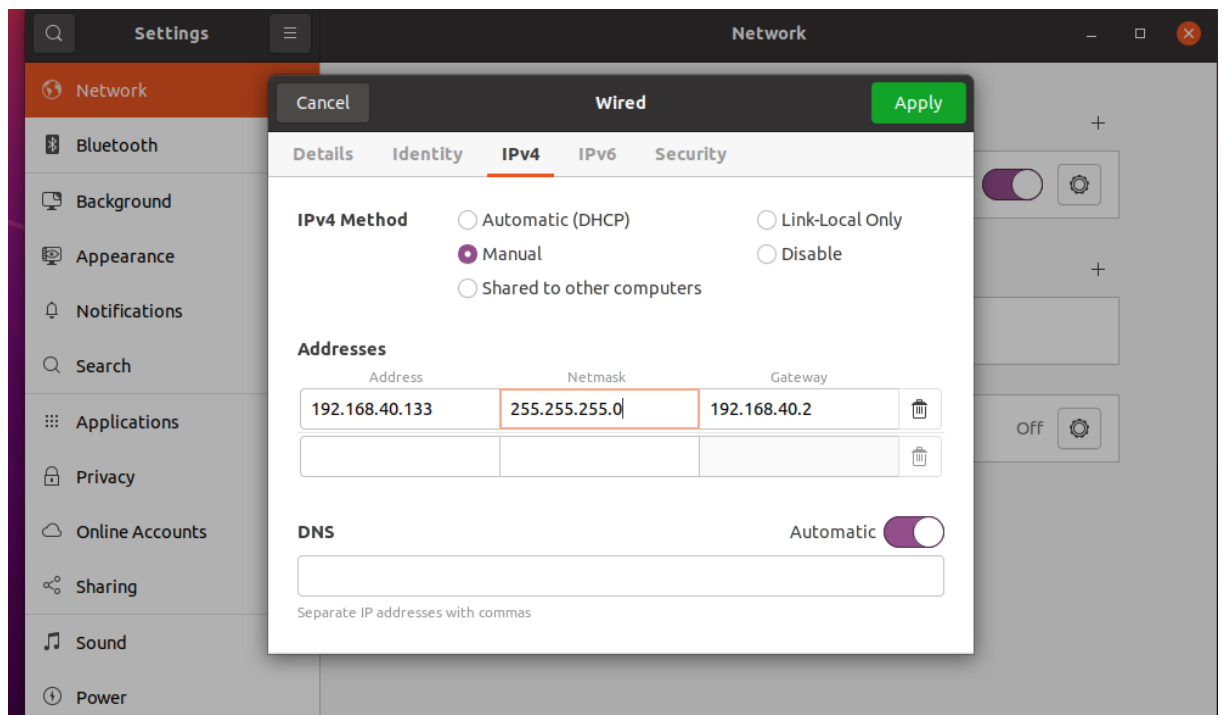 Settings
Network
Network
Bluetooth
Background
Appearance
Notifications
Search
Applications
Privacy
Online Accounts
Sharing
Sound
Power
Cancel
Wired
Apply
Details
Identity
IPv4
IPv6
Security
IPv4 Method
Automatic (DHCP)
Link-Local Only
Manual
Disable
Shared to other computers
Addresses
Address
Netmask
Gateway
192.168.40.133
255.255.255.0
192.168.40.2
DNS
Automatic
Separate IP addresses with commas
Off